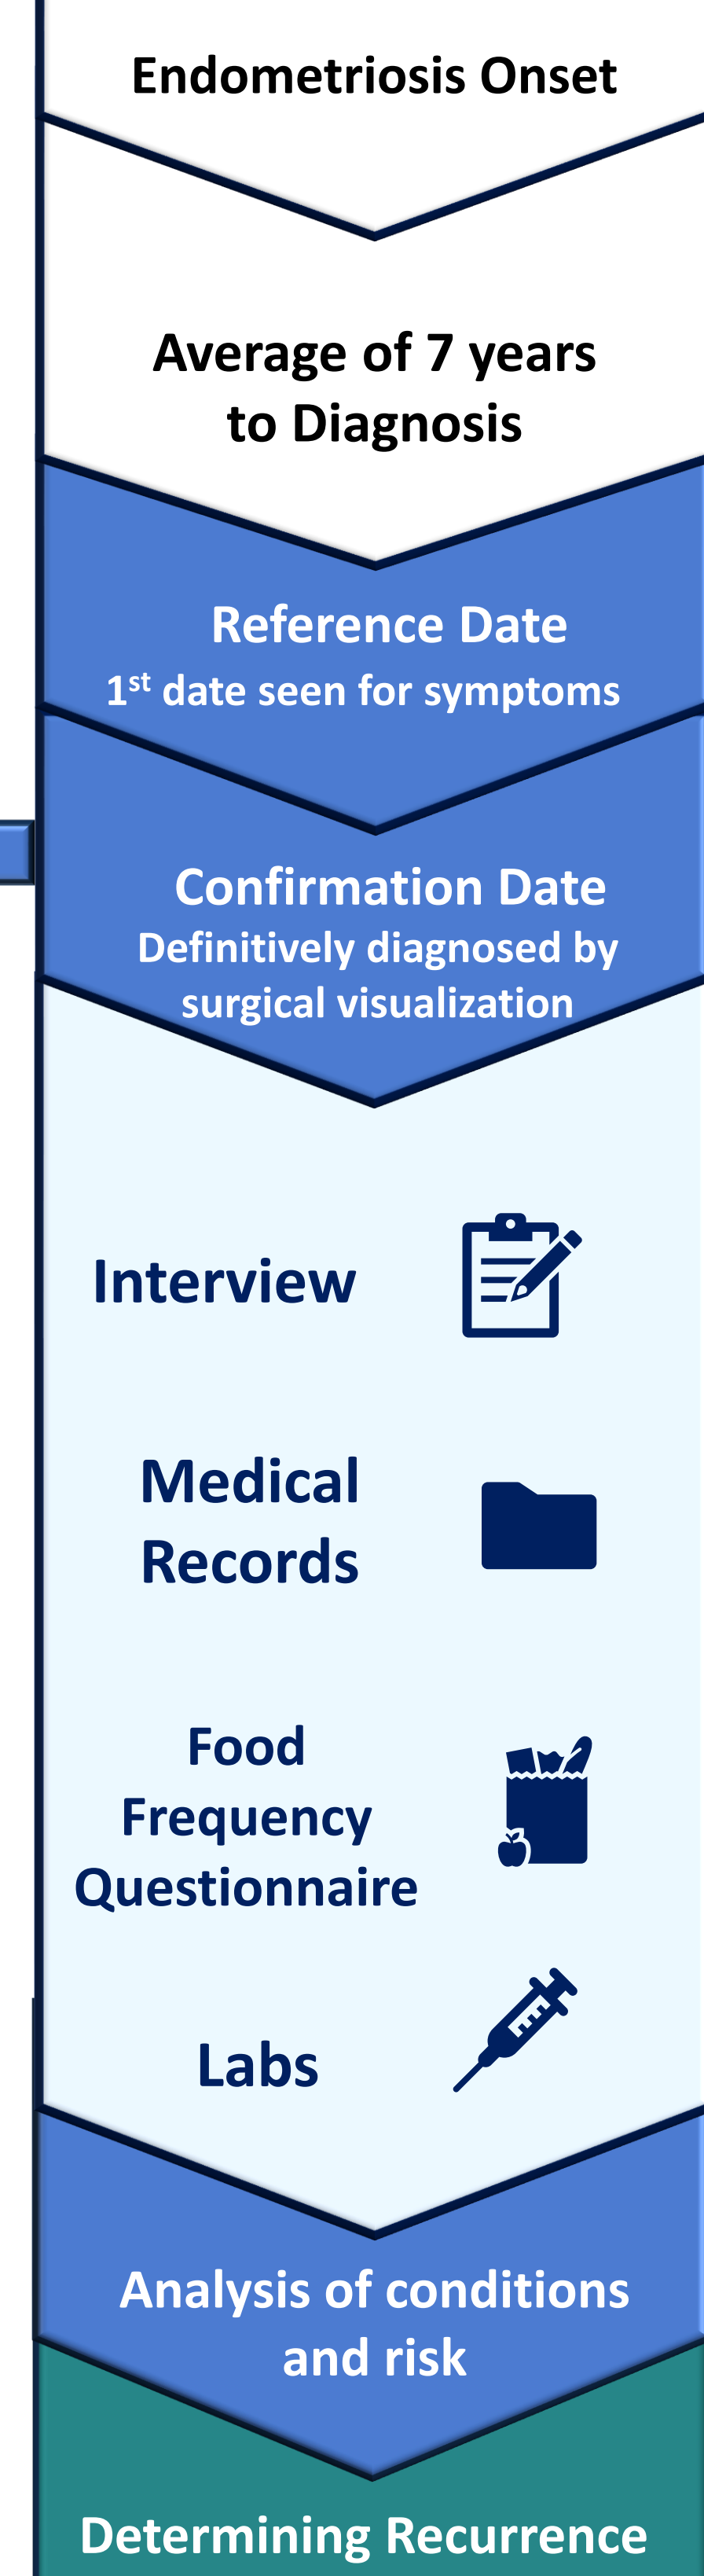 Endometriosis Onset
Average of 7 years
to Diagnosis
Reference Date
1st date seen for symptoms
Confirmation Date
Definitively diagnosed by
surgical visualization
Interview
Medical
Records
Food
Frequency
Questionnaire
Labs
Analysis of conditions
and risk
Determining Recurrence